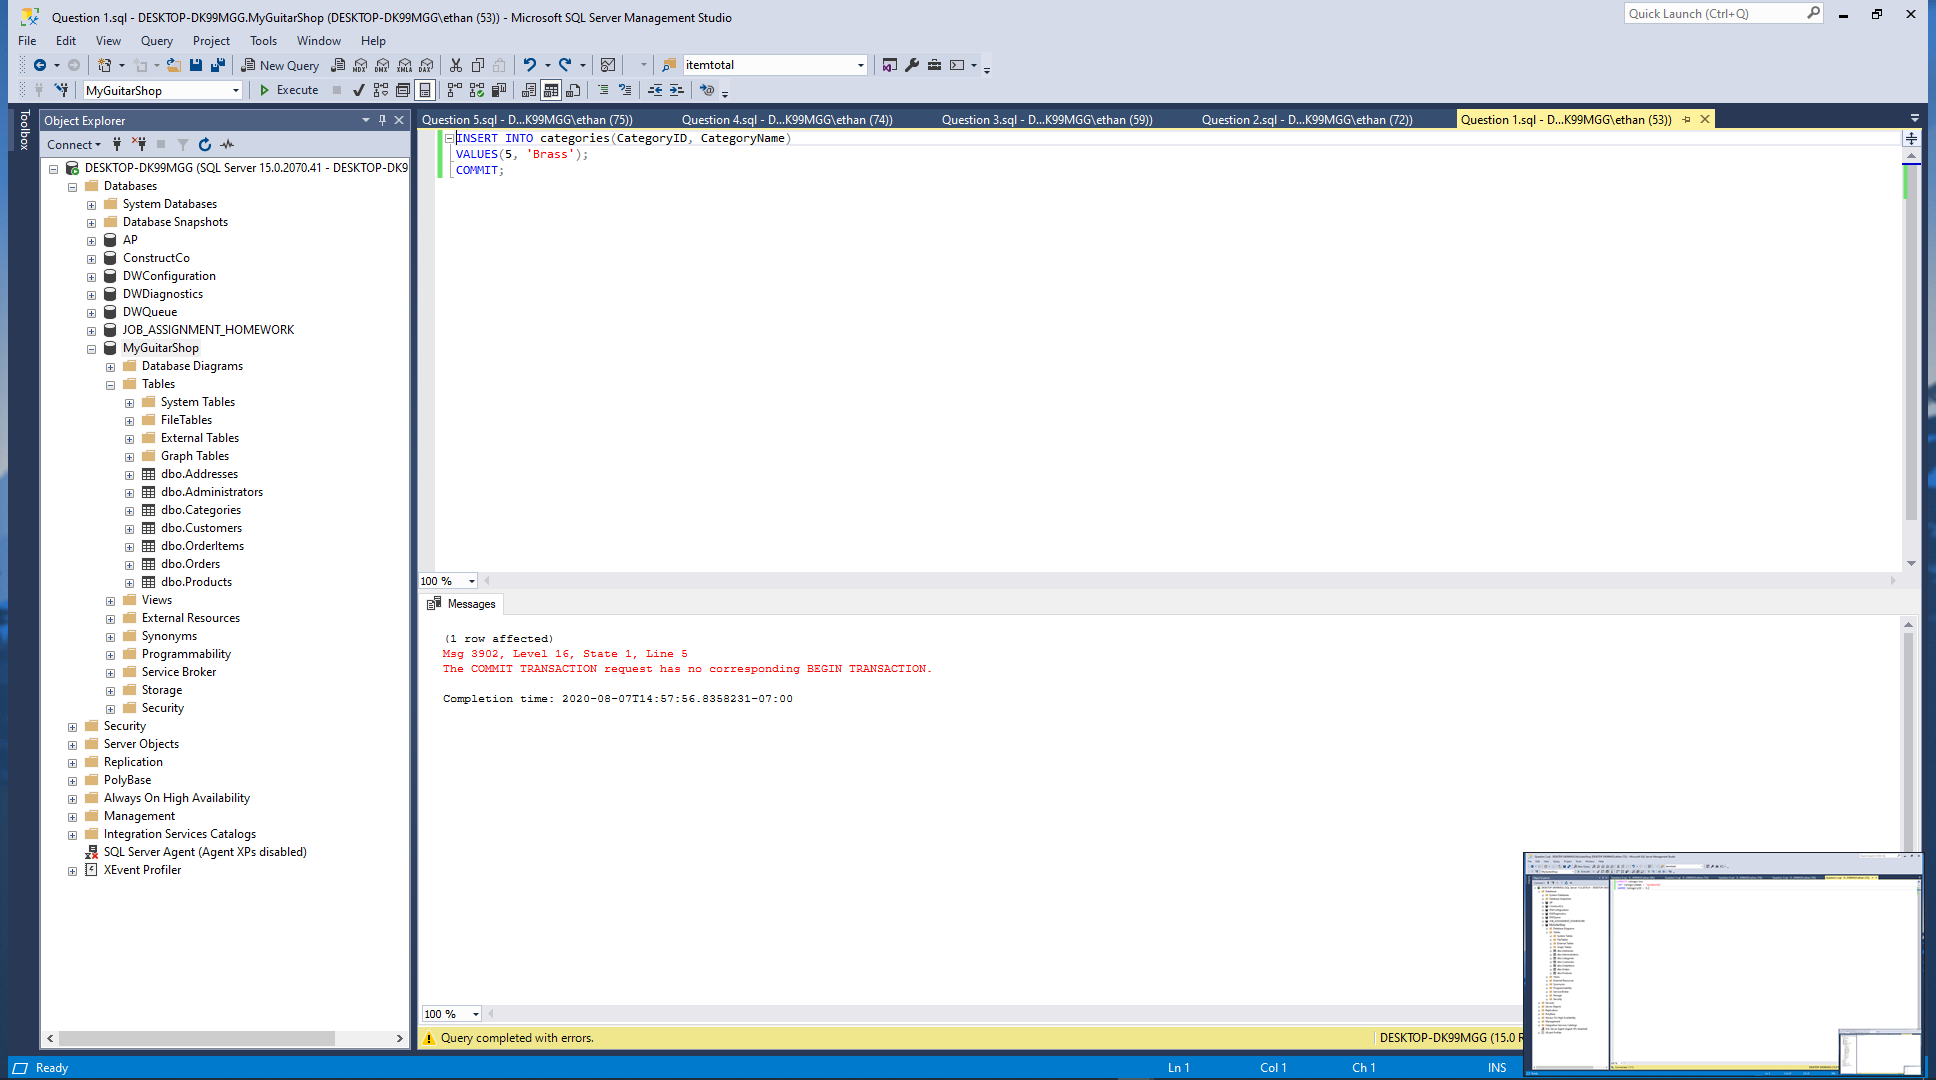 Question 1.sql - DESKTOP-DK99MGG.MyGuitarShop (DESKTOP-DK99MGG\ethan (53)) - Microsoft SQL Server Management Studio
Quick Launch (Ctrl+Q)
File Edit View Query Project Tools Window Help
New Query MDX DMX XMLA DAX itemtotal
MyGuitarShop Execute
Toolbox
Object Explorer
Connect
DESKTOP-DK99MGG (SQL Server 15.0.2070.41 - DESKTOP-DK9
Databases
System Databases
Database Snapshots
AP
ConstructCo
DWConfiguration
DWDiagnostics
DWQueue
JOB_ASSIGNMENT_HOMEWORK
MyGuitarShop
Database Diagrams
Tables
System Tables
FileTables
External Tables
Graph Tables
dbo.Addresses
dbo.Administrators
dbo.Categories
dbo.Customers
dbo.OrderItems
dbo.Orders
dbo.Products
Views
External Resources
Synonyms
Programmability
Service Broker
Storage
Security
Security
Server Objects
Replication
PolyBase
Always On High Availability
Management
Integration Services Catalogs
SQL Server Agent (Agent XPs disabled)
XEvent Profiler
Question 5.sql - D...K99MGG\ethan (75)) Question 4.sql - D...K99MGG\ethan (74)) Question 3.sql - D...K99MGG\ethan (59)) Question 2.sql - D...K99MGG\ethan (72)) Question 1.sql - D...K99MGG\ethan (53))
INSERT INTO categories(CategoryID, CategoryName)
VALUES(5, 'Brass');
COMMIT;
100 %
Messages
(1 row affected)
Msg 3902, Level 16, State 1, Line 5
The COMMIT TRANSACTION request has no corresponding BEGIN TRANSACTION.
Completion time: 2020-08-07T14:57:56.8358231-07:00
100 %
Query completed with errors. DESKTOP-DK99MGG (15.0 R
Ready Ln 1 Col 1 Ch 1 INS